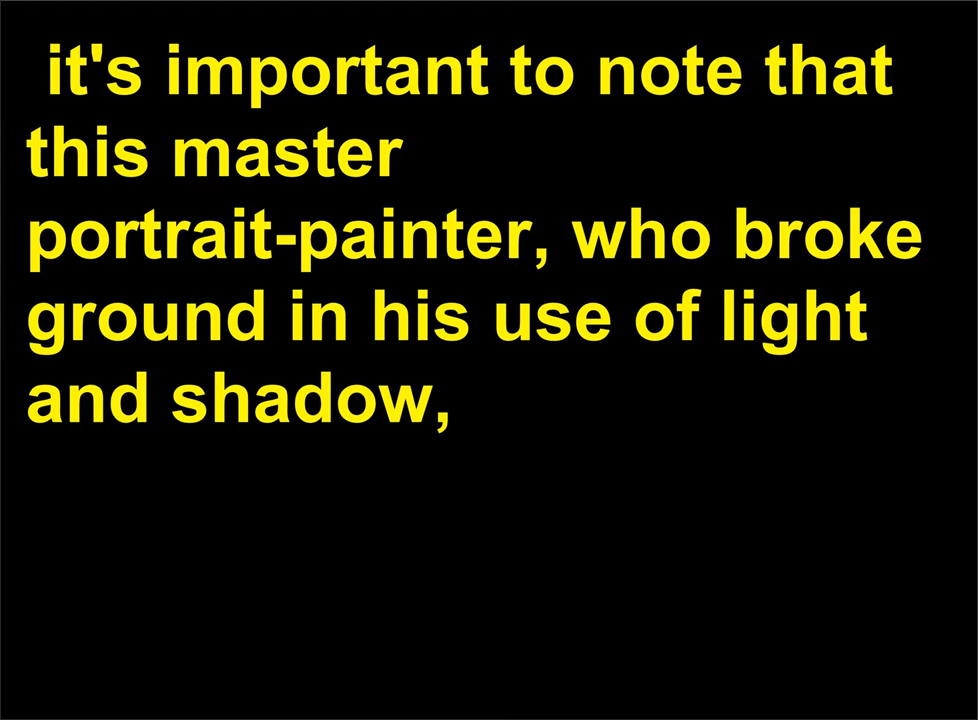 it's important to note that
this master
portrait-painter, who broke
ground in his use of light
and shadow,